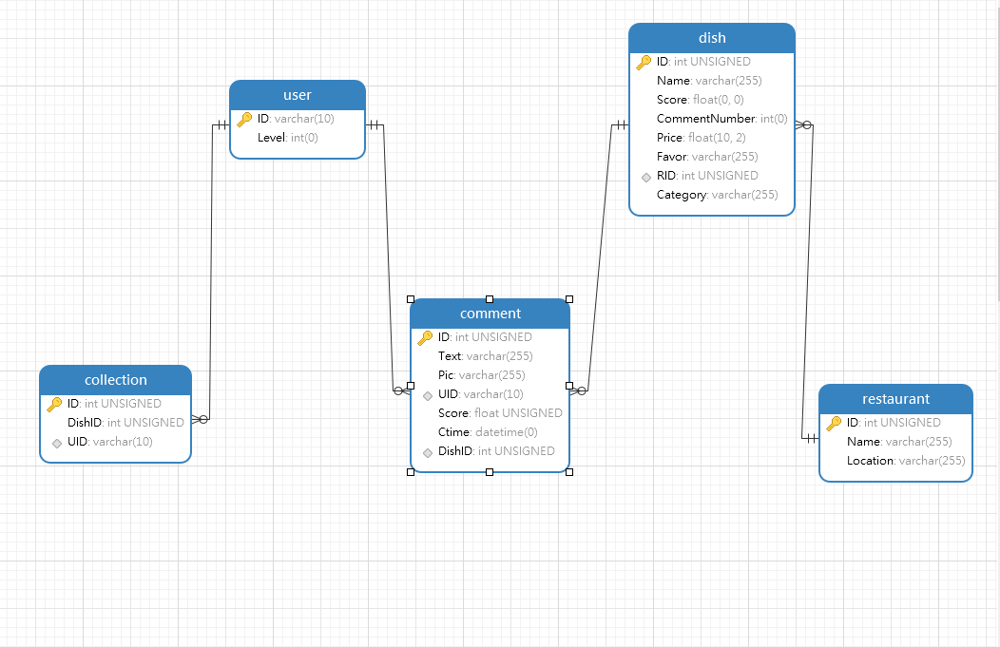 user
ID: varchar(10)
Level: int(0)
dish
ID: int UNSIGNED
Name: varchar(255)
Score: float(0, 0)
CommentNumber: int(0)
Price: float(10, 2)
Favor: varchar(255)
RID: int UNSIGNED
Category: varchar(255)
collection
ID: int UNSIGNED
DishID: int UNSIGNED
UID: varchar(10)
comment
ID: int UNSIGNED
Text: varchar(255)
Pic: varchar(255)
UID: varchar(10)
Score: float UNSIGNED
Ctime: datetime(0)
DishID: int UNSIGNED
restaurant
ID: int UNSIGNED
Name: varchar(255)
Location: varchar(255)